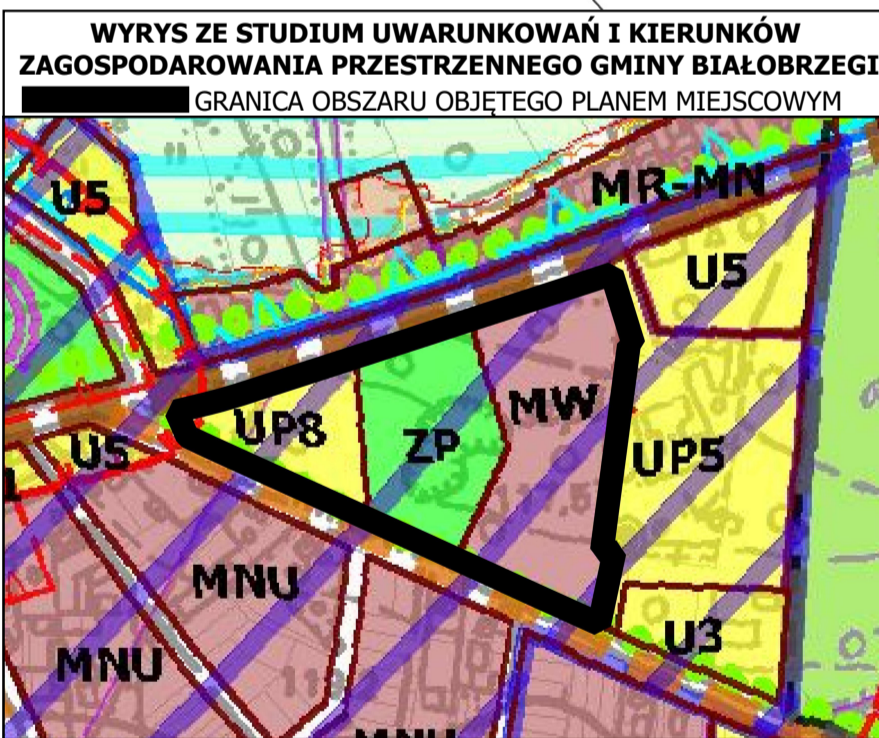 WYRYS ZE STUDIUM UWARUNKOWAŃ I KIERUNKÓW
ZAGOSPODAROWANIA PRZESTRZENNEGO GMINY BIAŁOBRZEGI
GRANICA OBSZARU OBJĘTEGO PLANEM MIEJSCOWYM
MR-MN
U5
U5
UP8
ZP
MW
UP5
U5
MNU
U3
MNU
MNU